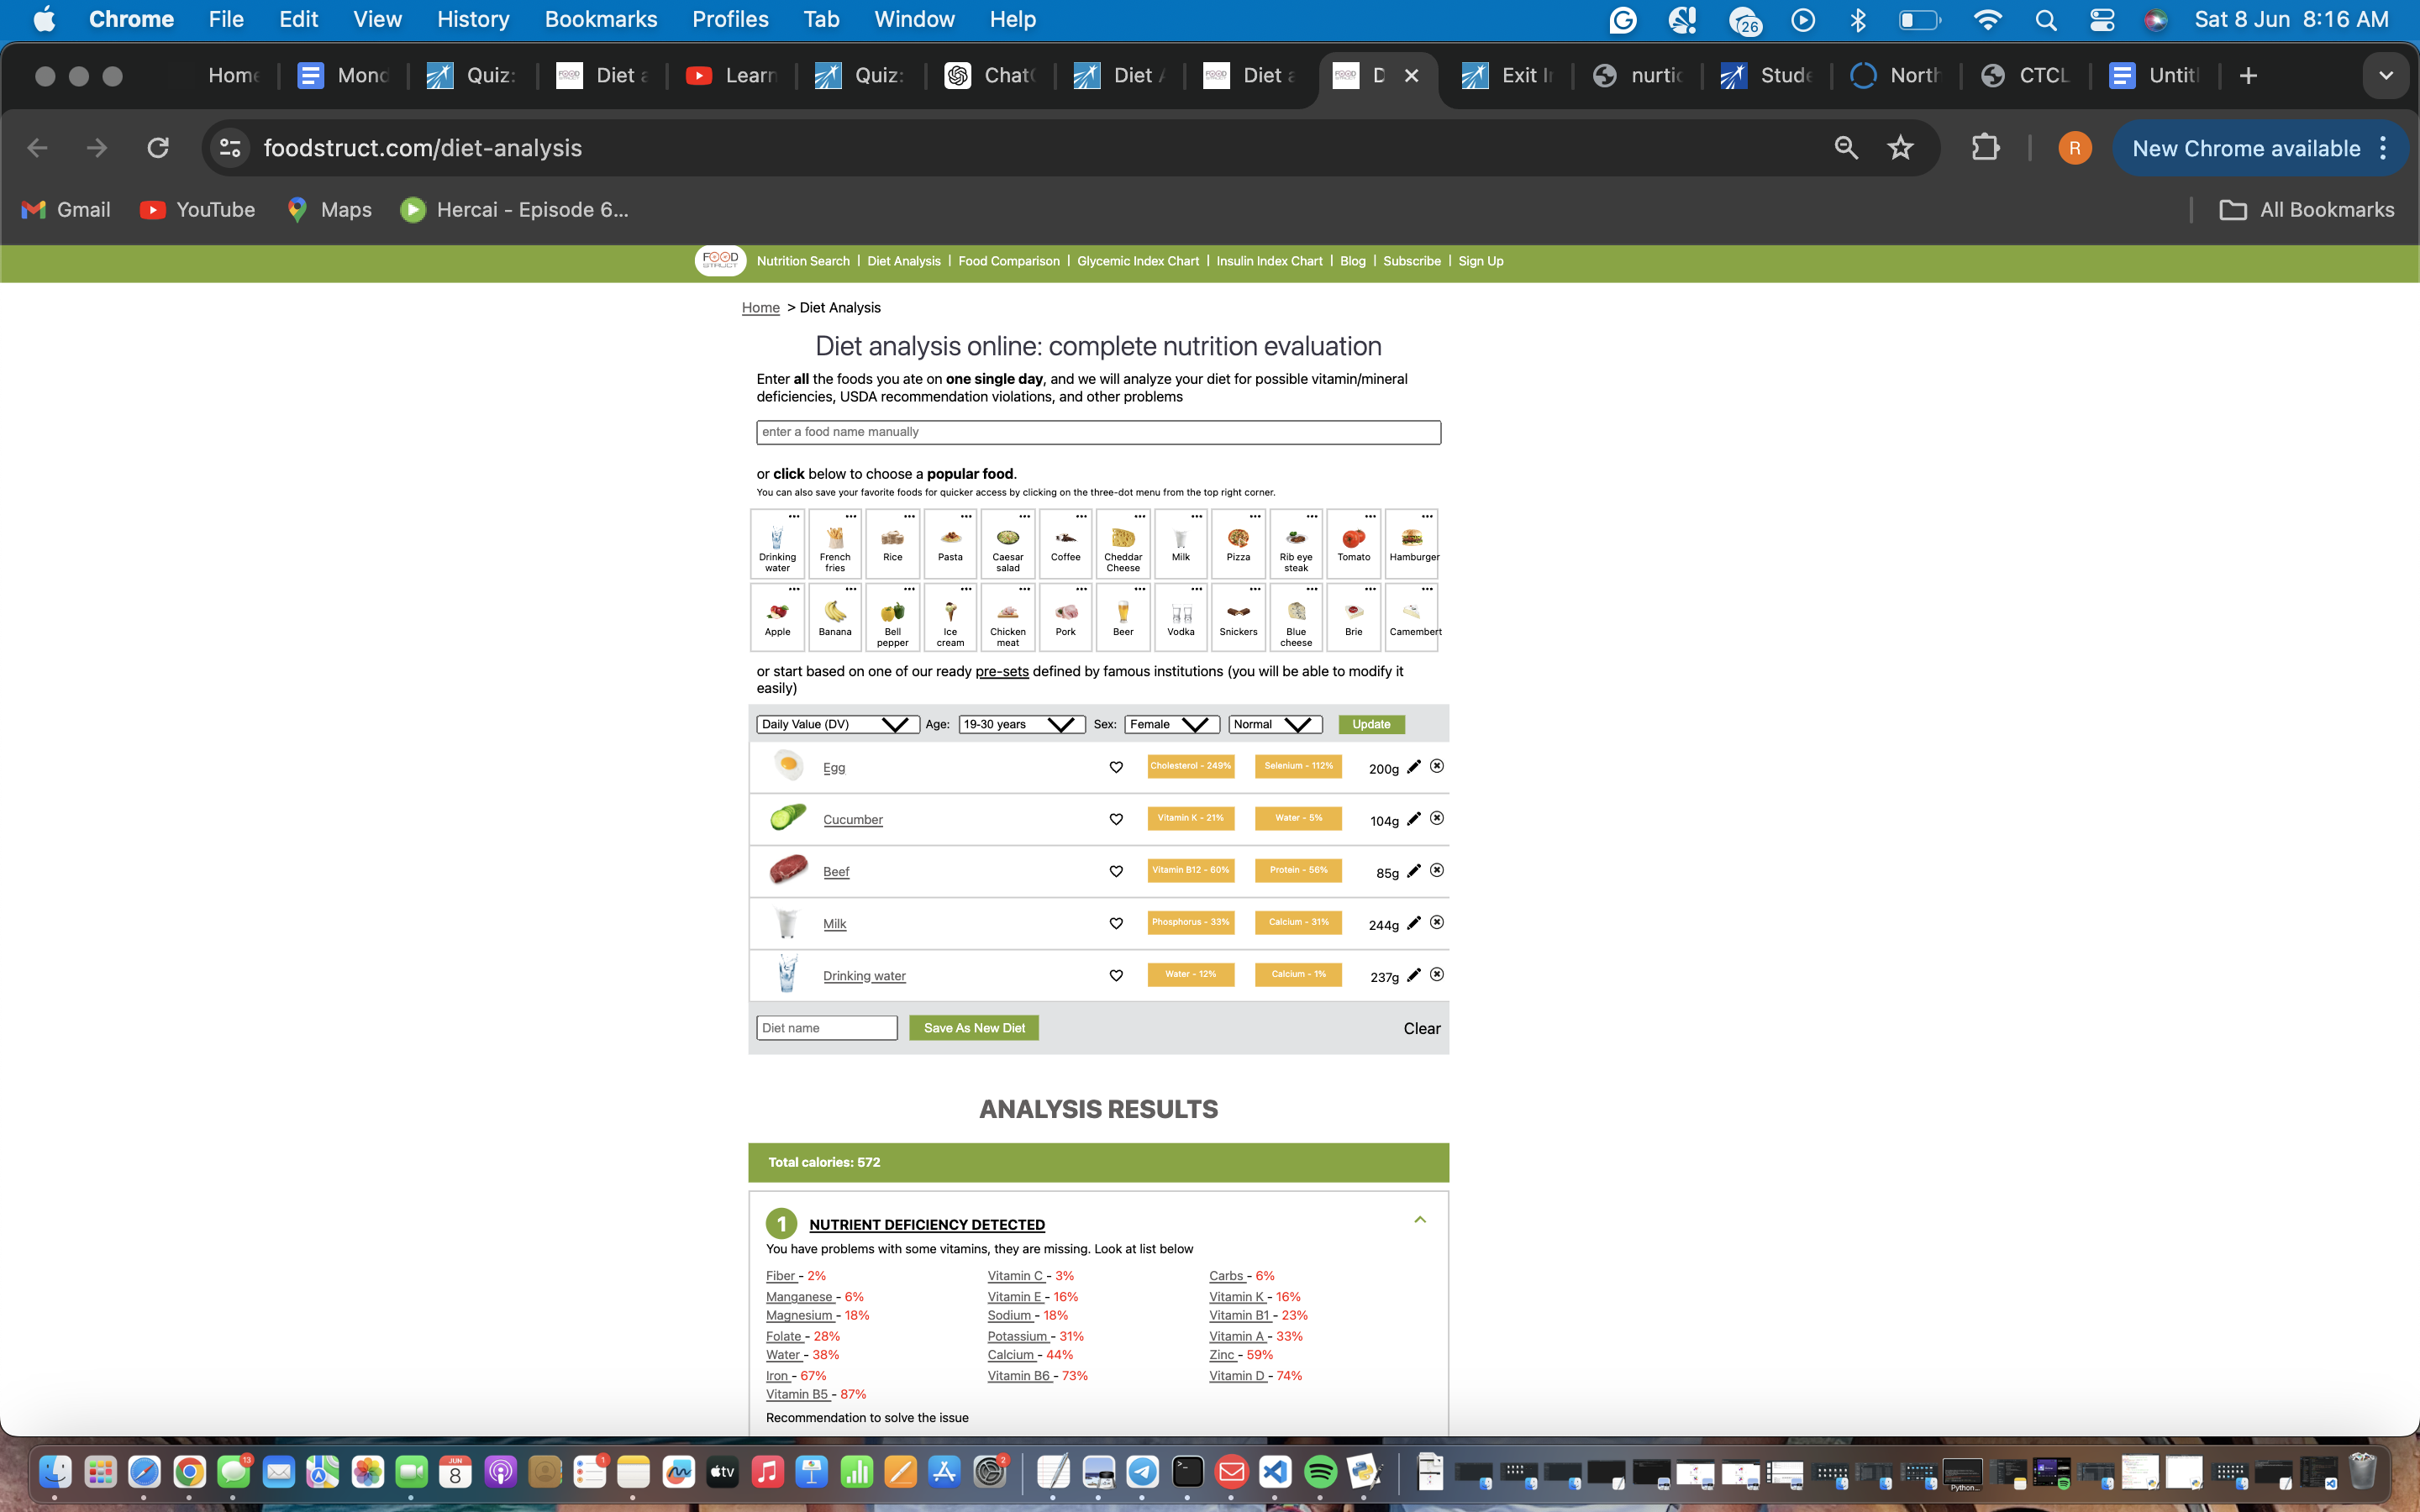 Chrome File Edit View History Bookmarks Profiles Tab Window Help 26 Sat 8 Jun 8:16 AM
Home Mond Quiz: Diet a Learn Quiz: Chat Diet A Diet a D Exit I nurtic Stude North CTCL Untit
foodstruct.com/diet-analysis R New Chrome available
Gmail YouTube Maps Hercai - Episode 6... All Bookmarks
FOOD STRUCT Nutrition Search | Diet Analysis | Food Comparison | Glycemic Index Chart | Insulin Index Chart | Blog | Subscribe | Sign Up
Home > Diet Analysis
Diet analysis online: complete nutrition evaluation
Enter all the foods you ate on one single day, and we will analyze your diet for possible vitamin/mineral
deficiencies, USDA recommendation violations, and other problems
enter a food name manually
or click below to choose a popular food.
You can also save your favorite foods for quicker access by clicking on the three-dot menu from the top right corner.
Drinking water French fries Rice Pasta Caesar salad Coffee Cheddar Cheese Milk Pizza Rib eye steak Tomato Hamburger
Apple Banana Bell pepper Ice cream Chicken meat Pork Beer Vodka Snickers Blue cheese Brie Camembert
or start based on one of our ready pre-sets defined by famous institutions (you will be able to modify it
easily)
Daily Value (DV) Age: 19-30 years Sex: Female Normal Update
Egg Cholesterol - 249% Selenium - 112% 200g
Cucumber Vitamin K - 21% Water - 5% 104g
Beef Vitamin B12 - 60% Protein - 56% 85g
Milk Phosphorus - 33% Calcium - 31% 244g
Drinking water Water - 12% Calcium - 1% 237g
Diet name Save As New Diet Clear
ANALYSIS RESULTS
Total calories: 572
1 NUTRIENT DEFICIENCY DETECTED
You have problems with some vitamins, they are missing. Look at list below
Fiber - 2% Vitamin C - 3% Carbs - 6%
Manganese - 6% Vitamin E - 16% Vitamin K - 16%
Magnesium - 18% Sodium - 18% Vitamin B1 - 23%
Folate - 28% Potassium - 31% Vitamin A - 33%
Water - 38% Calcium - 44% Zinc - 59%
Iron - 67% Vitamin B6 - 73% Vitamin D - 74%
Vitamin B5 - 87%
Recommendation to solve the issue
13 JUN 8 1 tv 2 Python...